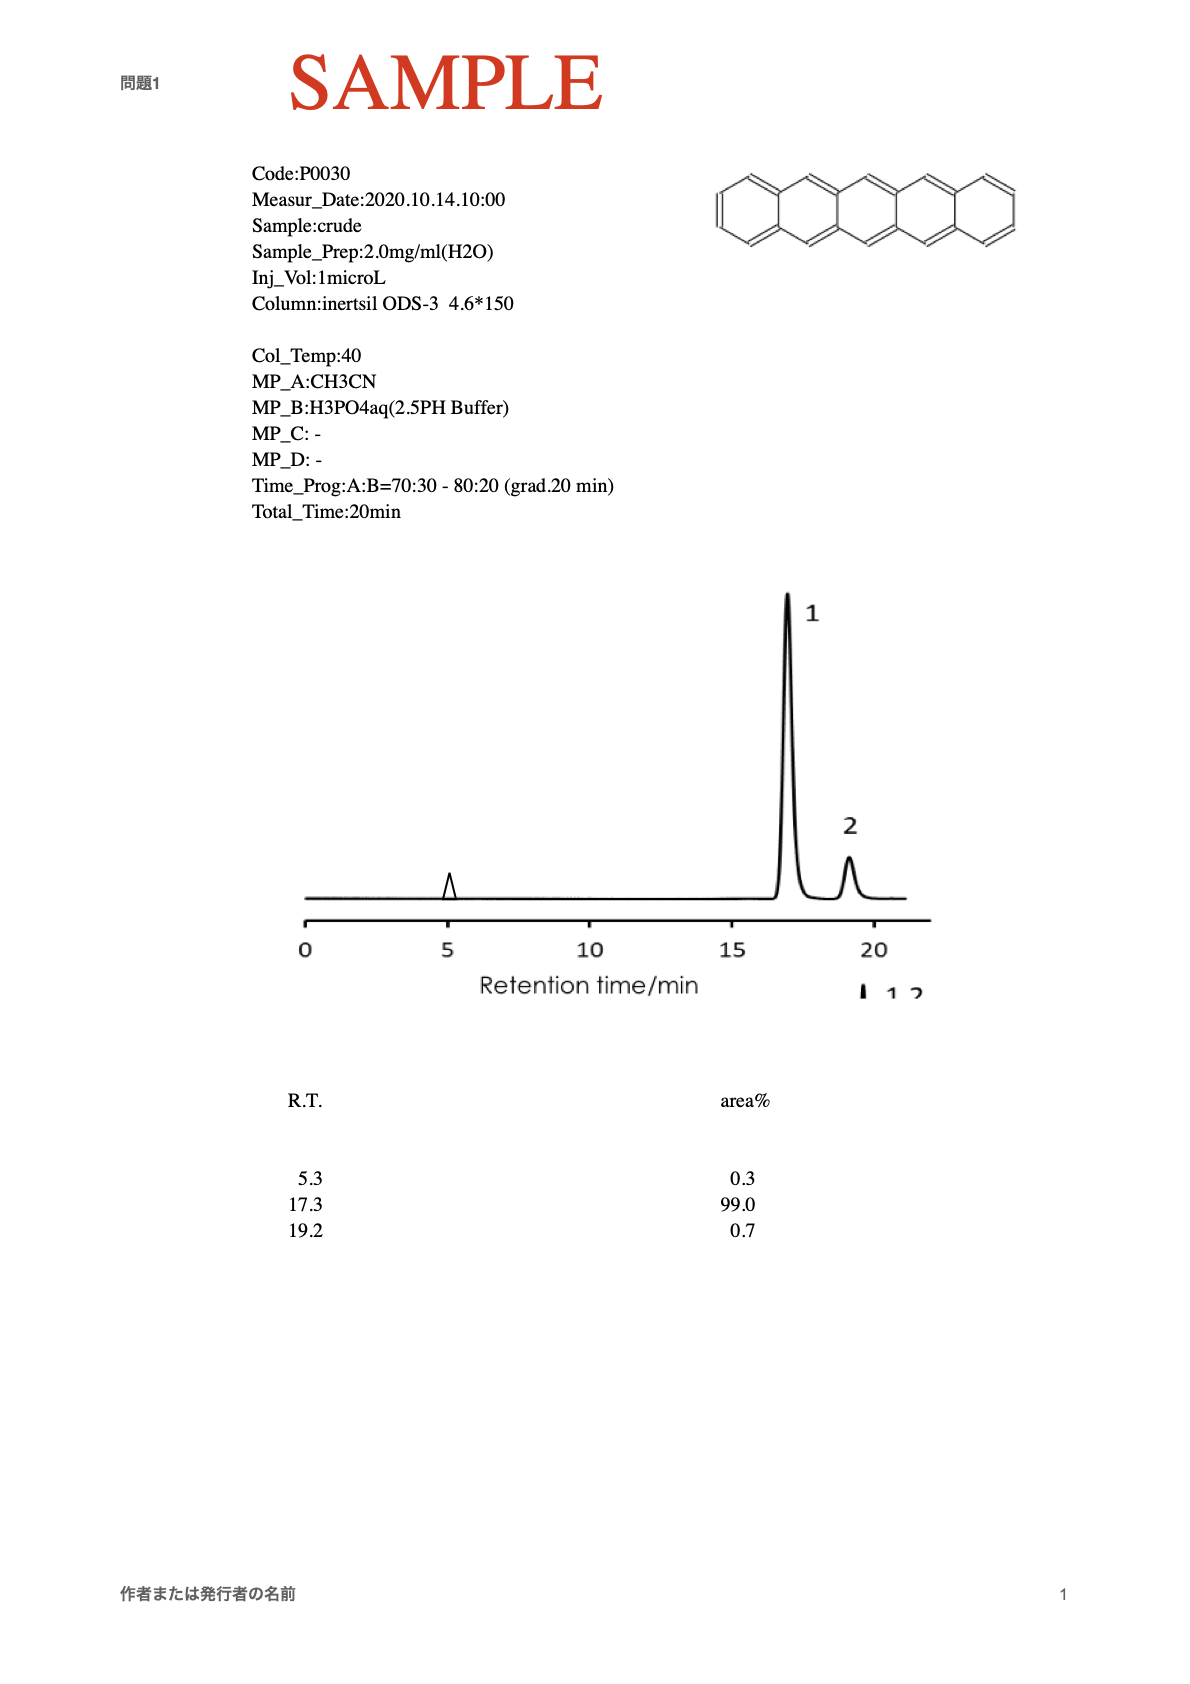 問題1
SAMPLE
Code:P0030
Measur_Date:2020.10.14.10:00
Sample:crude
Sample_Prep:2.0mg/ml(H2O)
Inj_Vol:1microL
Column:inertsil ODS-3  4.6*150
Col_Temp:40
MP_A:CH3CN
MP_B:H3PO4aq(2.5PH Buffer)
MP_C: -
MP_D: -
Time_Prog:A:B=70:30 - 80:20 (grad.20 min)
Total_Time:20min
1
2
0 5 10 15 20
Retention time/min
R.T. area%
5.3 0.3
17.3 99.0
19.2 0.7
作者または発行者の名前 1